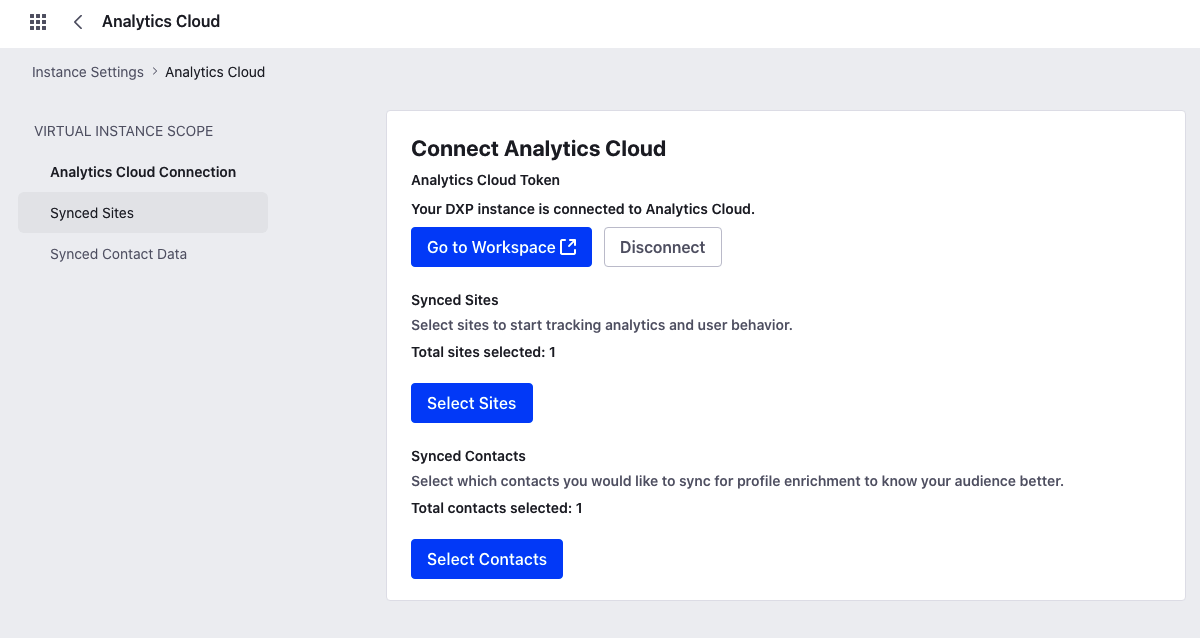 Analytics Cloud
Instance Settings > Analytics Cloud
VIRTUAL INSTANCE SCOPE
Analytics Cloud Connection
Synced Sites
Synced Contact Data
Connect Analytics Cloud
Analytics Cloud Token
Your DXP instance is connected to Analytics Cloud.
Go to Workspace Disconnect
Synced Sites
Select sites to start tracking analytics and user behavior.
Total sites selected: 1
Select Sites
Synced Contacts
Select which contacts you would like to sync for profile enrichment to know your audience better.
Total contacts selected: 1
Select Contacts